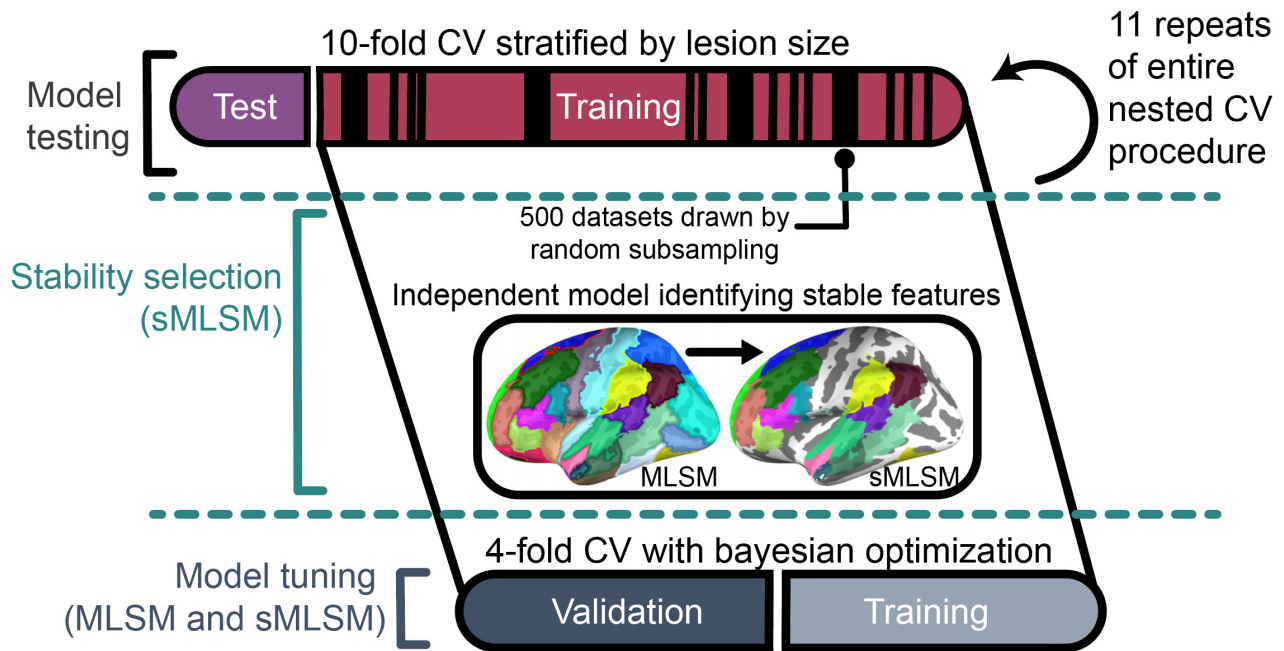 10-fold CV stratified by lesion size
Model
testing
Test
Training
11 repeats
of entire
nested CV
procedure
500 datasets drawn by
random subsampling
Stability selection
(sMLSM)
Independent model identifying stable features
MLSM
sMLSM
4-fold CV with bayesian optimization
Model tuning
(MLSM and sMLSM)
Validation
Training